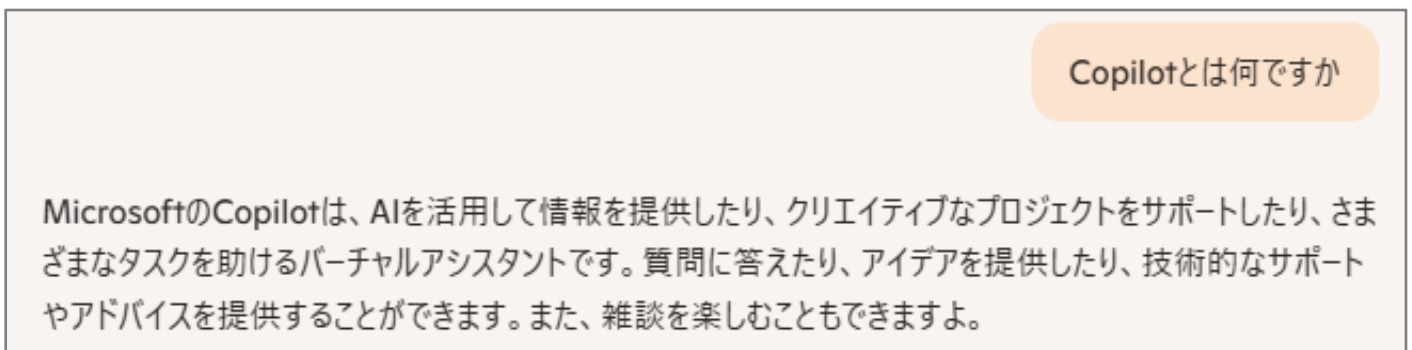 Copilotとは何ですか
MicrosoftのCopilotは、AIを活用して情報を提供したり、クリエイティブなプロジェクトをサポートしたり、さま
ざまなタスクを助けるバーチャルアシスタントです。質問に答えたり、アイデアを提供したり、技術的なサポート
やアドバイスを提供することができます。また、雑談を楽しむこともできますよ。